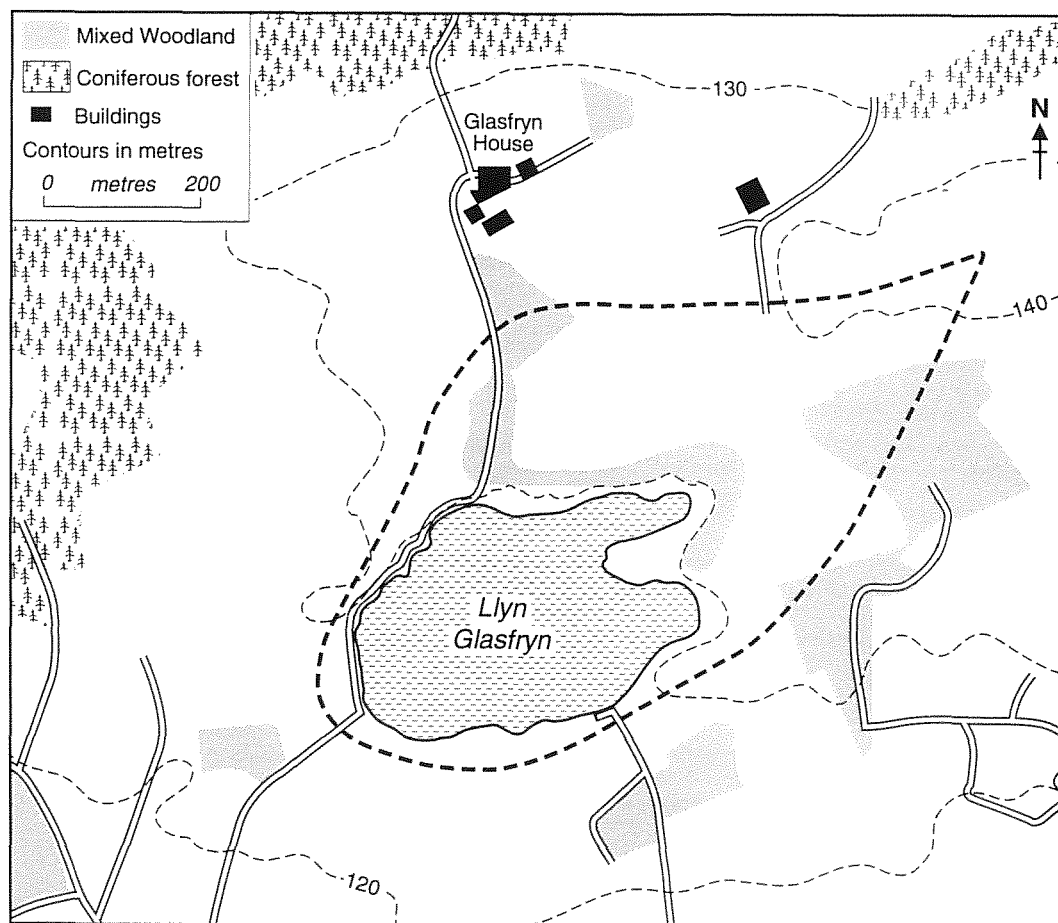 Mixed Woodland
Coniferous forest
Buildings
Contours in metres
0 metres 200
Glasfryn
House
130
N
140
Llyn
Glasfryn
120